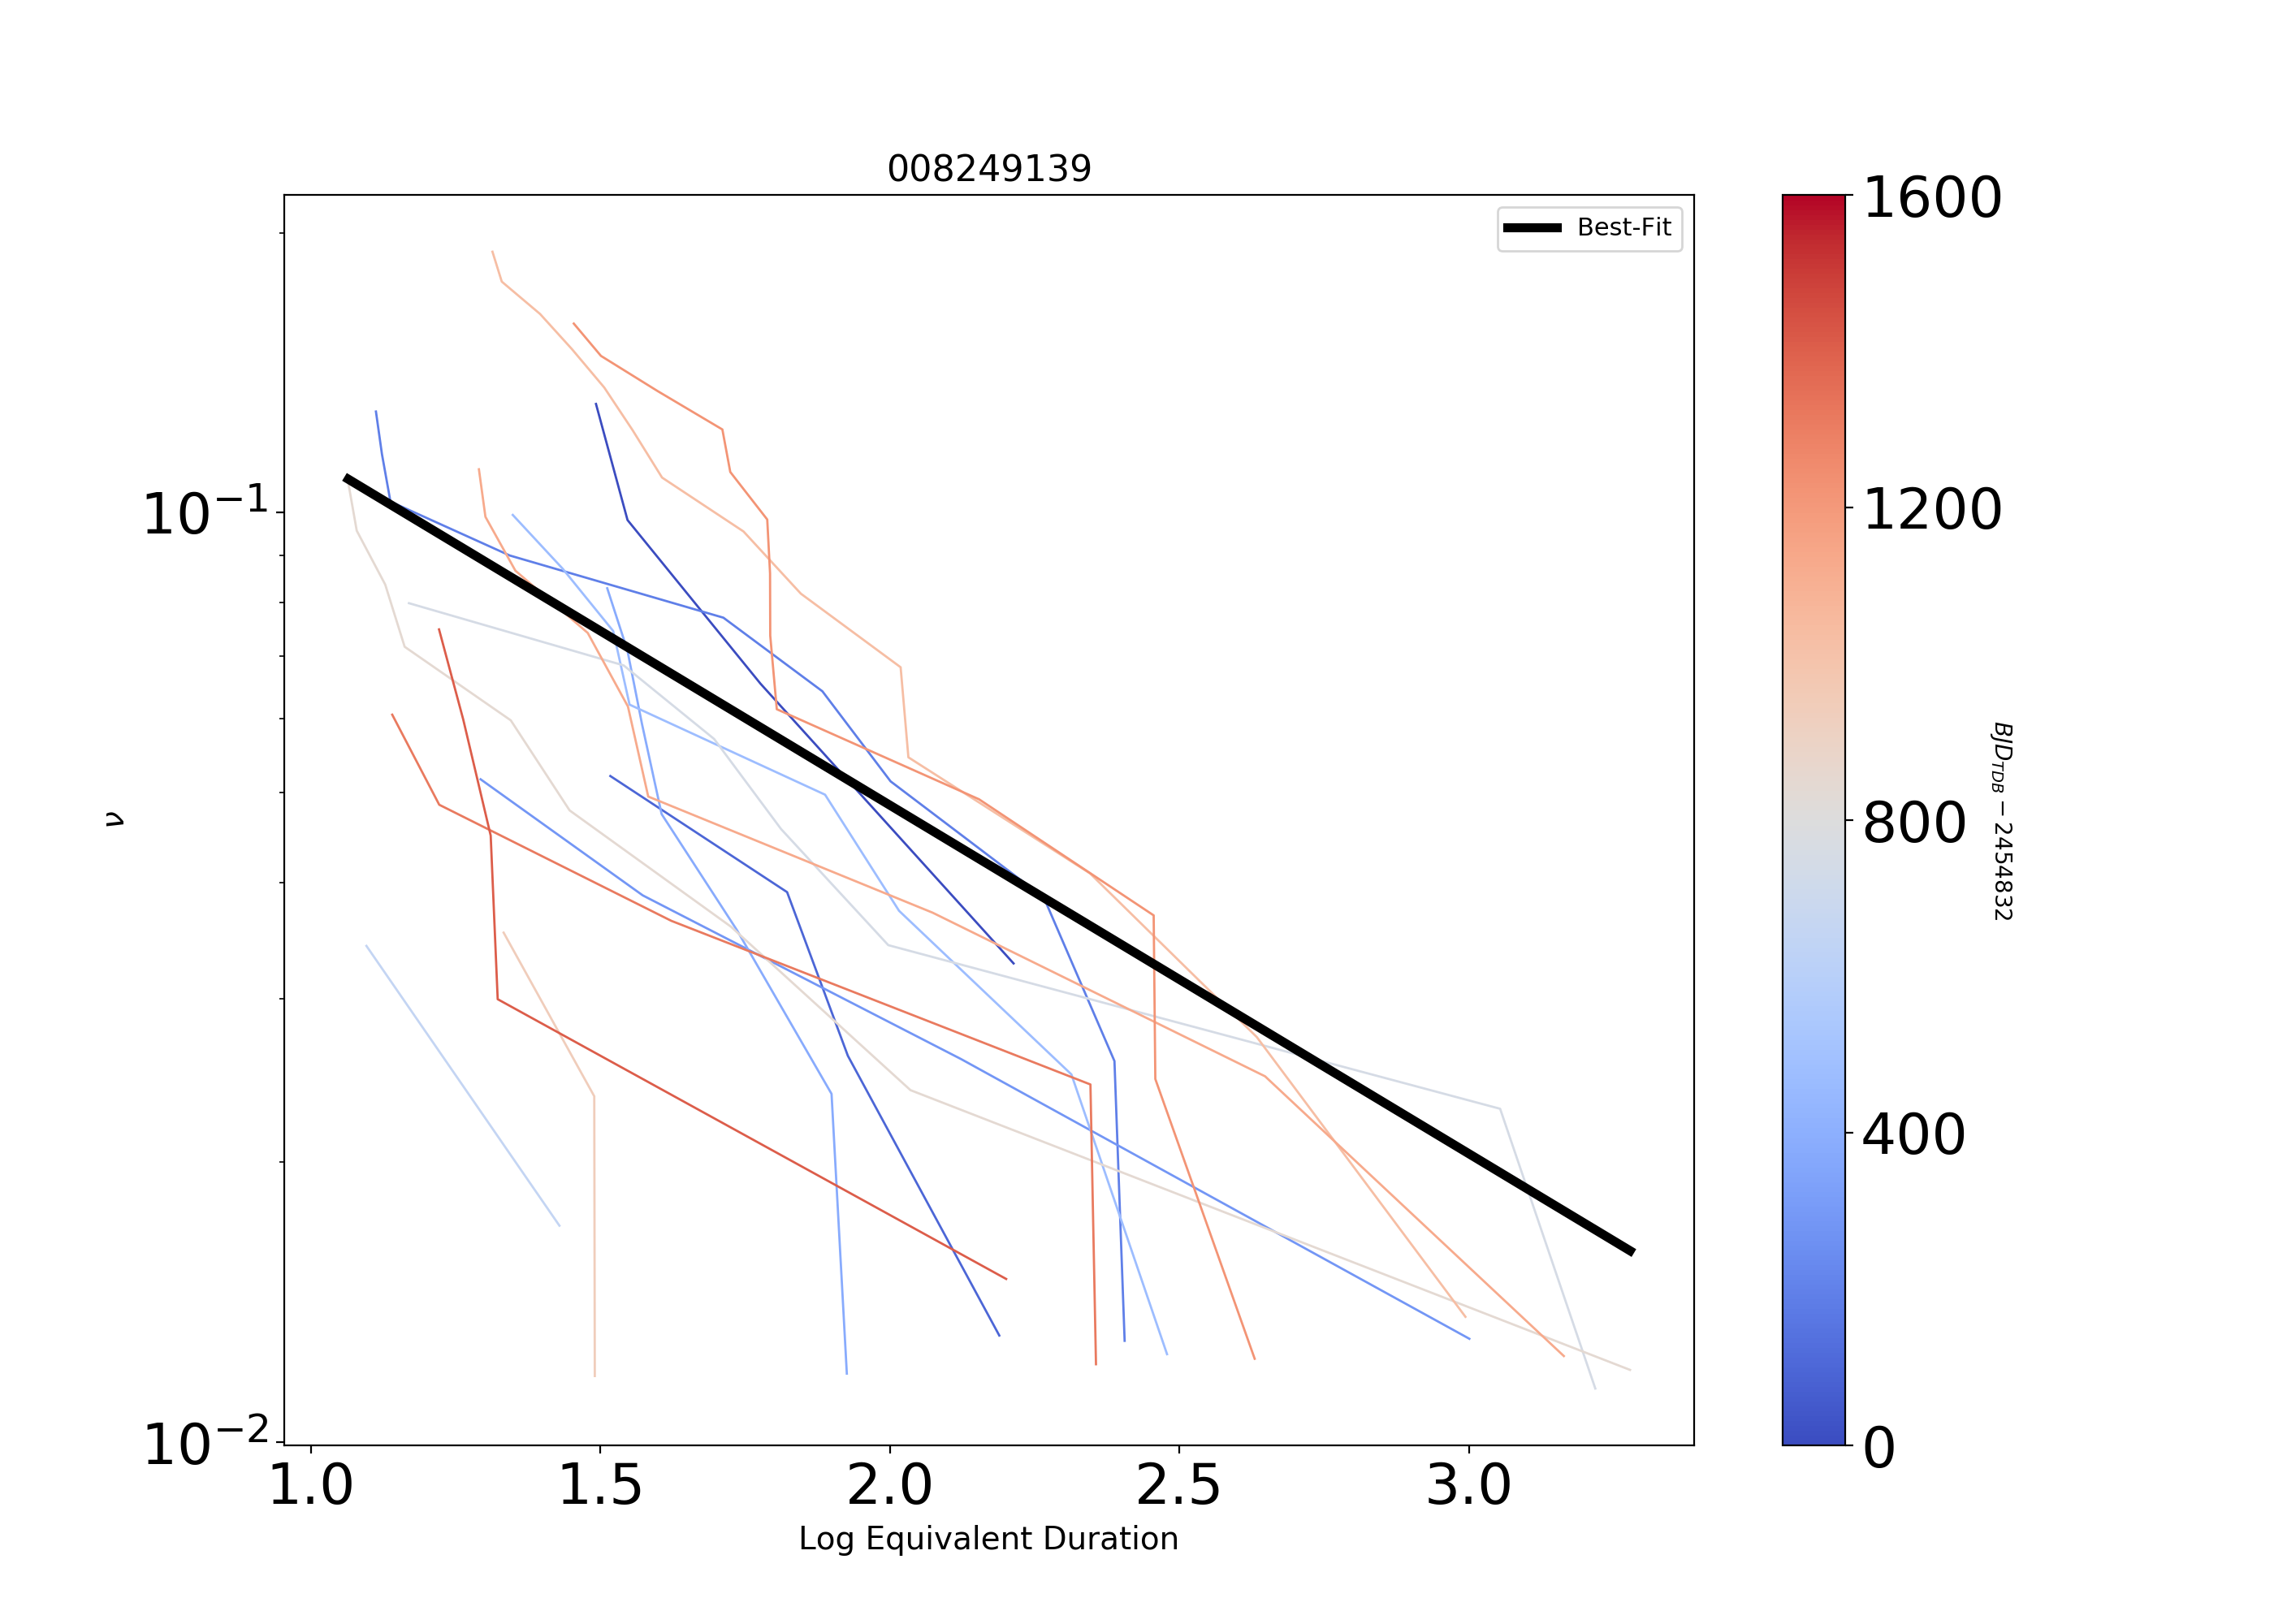 008249139
Best-Fit
10⁻¹
10⁻²
ν
1.0 1.5 2.0 2.5 3.0
Log Equivalent Duration
1600
1200
800
400
0
BJD_TDB − 2454832